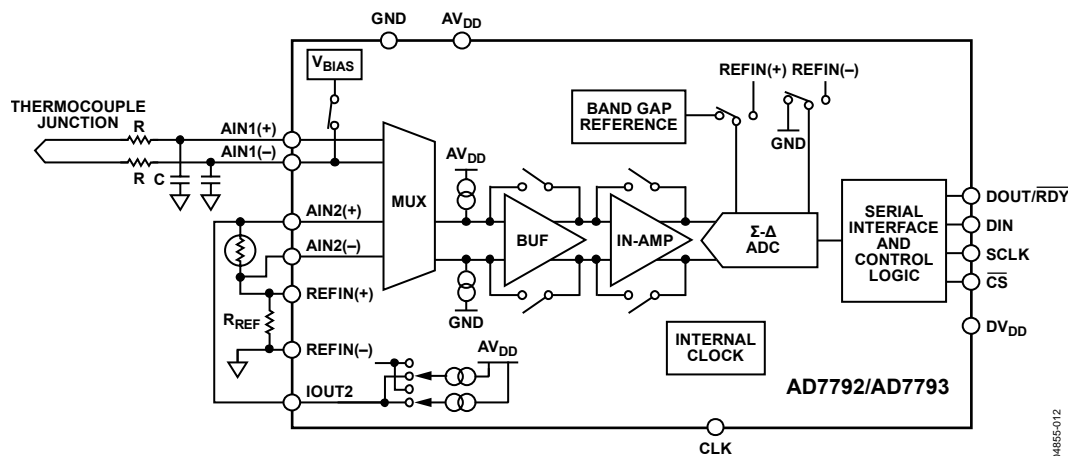 GND
AVDD
VBIAS
REFIN(+)
REFIN(–)
THERMOCOUPLE
JUNCTION
R
AIN1(+)
AIN1(–)
R
C
BAND GAP
REFERENCE
GND
AVDD
MUX
AIN2(+)
AIN2(–)
BUF
IN-AMP
Σ-Δ
ADC
SERIAL
INTERFACE
AND
CONTROL
LOGIC
DOUT/RDY
DIN
SCLK
CS
DVDD
REFIN(+)
RREF
REFIN(–)
GND
INTERNAL
CLOCK
AVDD
IOUT2
AD7792/AD7793
CLK
04855-012